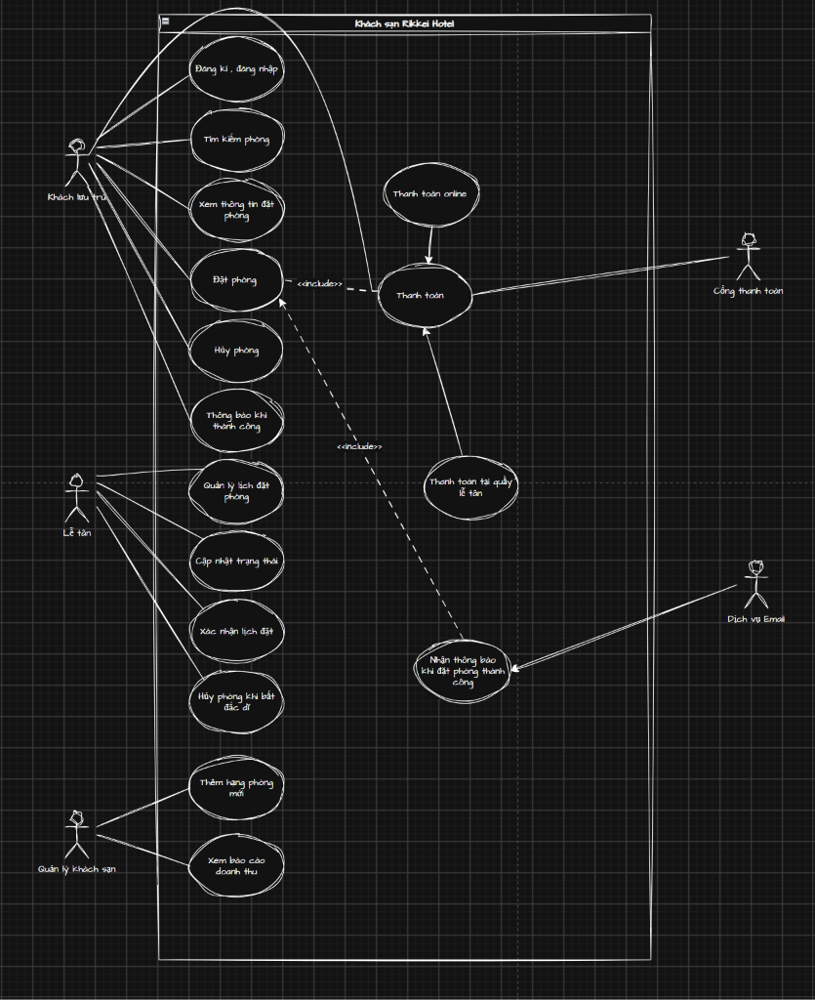 Khách sạn Rikkei Hotel
Đăng kí , đăng nhập
Tìm kiếm phòng
Khách lưu trú
Xem thông tin đặt
phòng
Thanh toán online
Đặt phòng
<<include>>
Thanh toán
Cổng thanh toán
Hủy phòng
Thông báo khi
thành công
<<include>>
Quản lý lịch đặt
phòng
Thanh toán tại quầy
lễ tân
Lễ tân
Cập nhật trạng thái
Xác nhận lịch đặt
Dịch vụ Email
Nhận thông báo
khi đặt phòng thành
công
Hủy phòng khi bất
đắc dĩ
Thêm hạng phòng
mới
Quản lý khách sạn
Xem báo cáo
doanh thu